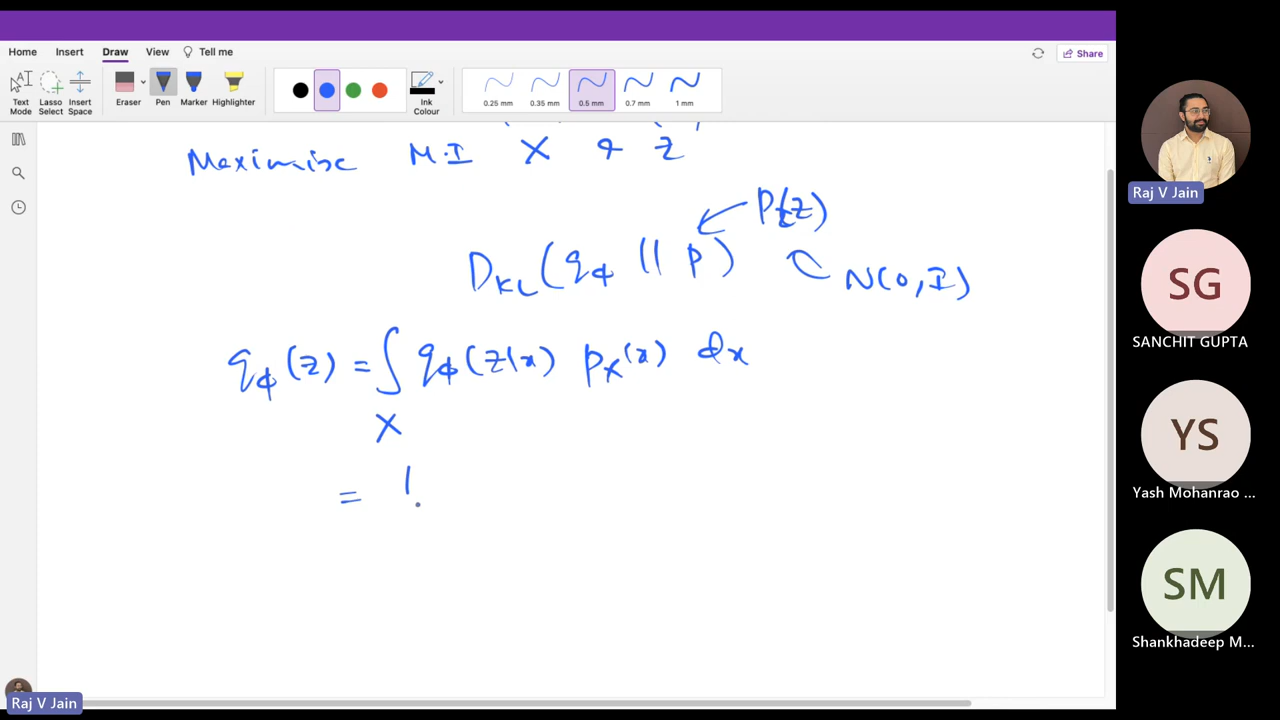 Home Insert Draw View Tell me
Share
Text Mode
Lasso Select
Insert Space
Eraser
Pen
Marker
Highlighter
Ink Colour
0.25 mm
0.35 mm
0.5 mm
0.7 mm
1 mm
Maximise M.I X & Z
P_Z(z)
D_KL(q_ϕ || p)
N(0, I)
q_ϕ(z) = ∫_X q_ϕ(z|x) p_X(x) dx
=
Raj V Jain
SG
SANCHIT GUPTA
YS
Yash Mohanrao ...
SM
Shankhadeep M...
Raj V Jain